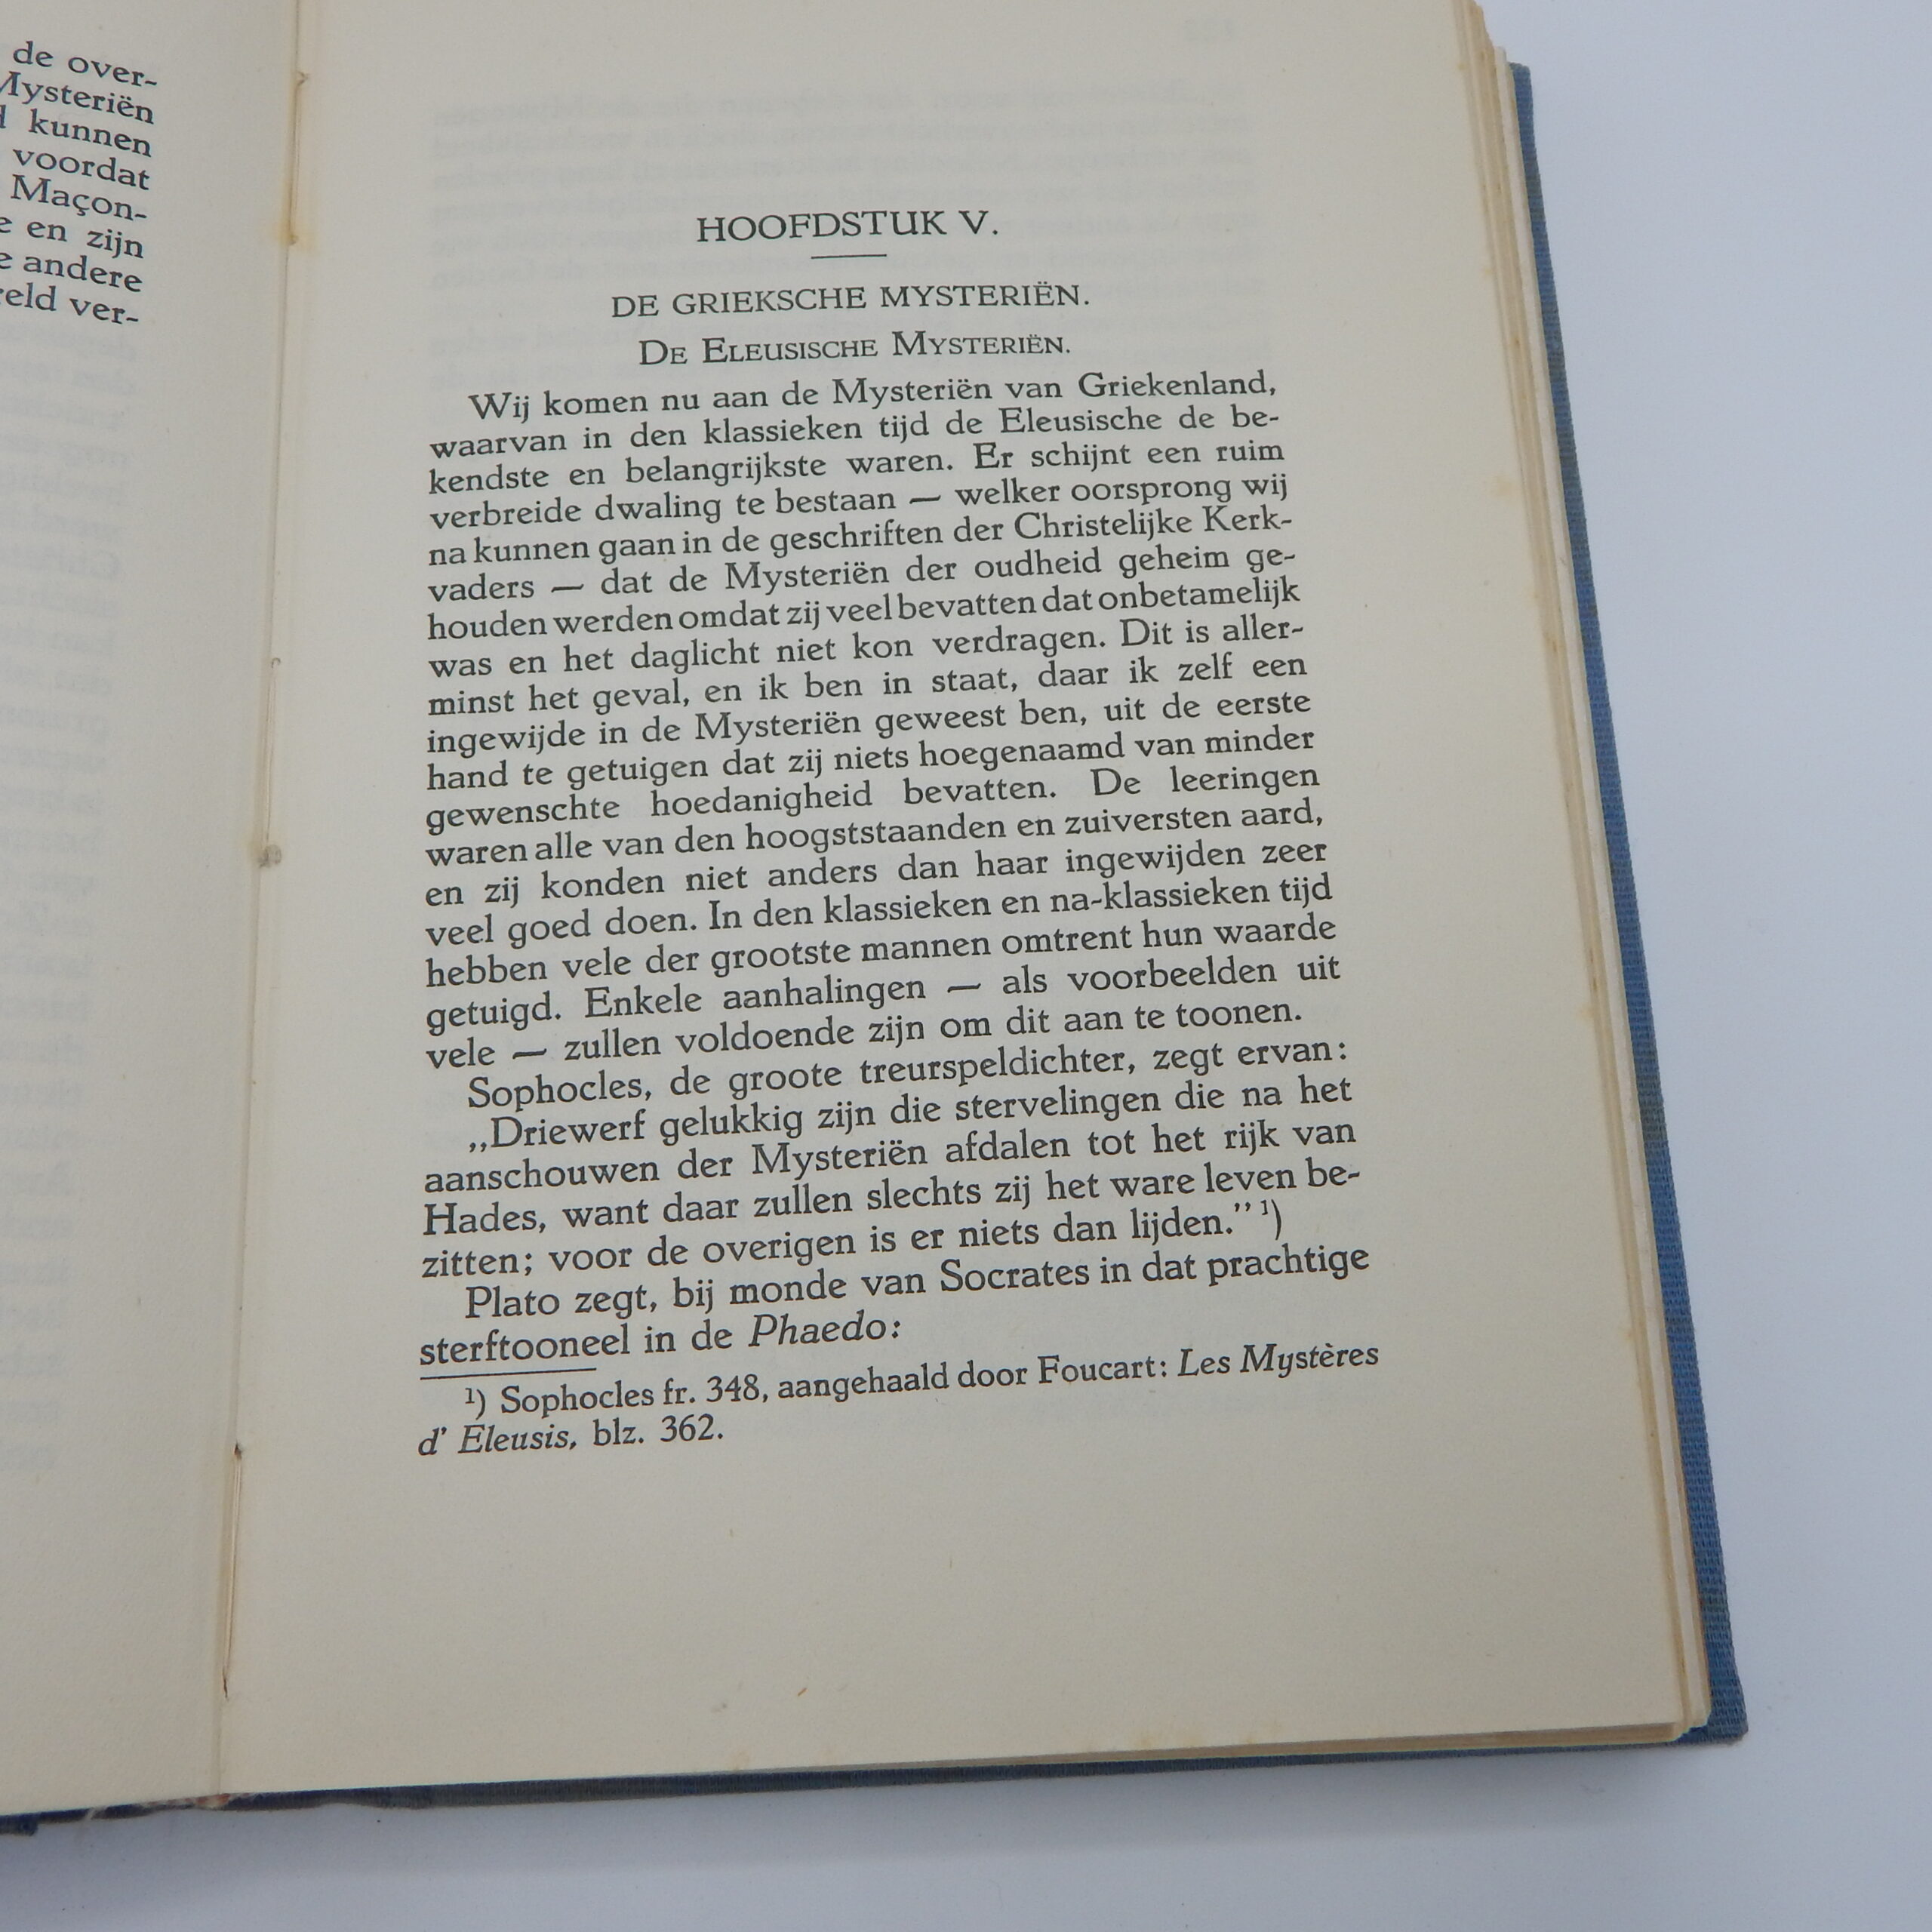 de over-
Mysteriën
kunnen
voordat
Maçon-
en zijn
andere
ver-
HOOFDSTUK V.
DE GRIEKSCHE MYSTERIËN.
DE ELEUSISCHE MYSTERIËN.
Wij komen nu aan de Mysteriën van Griekenland,
waarvan in den klassieken tijd de Eleusische de be-
kendste en belangrijkste waren. Er schijnt een ruim
verbreide dwaling te bestaan — welker oorsprong wij
na kunnen gaan in de geschriften der Christelijke Kerk-
vaders — dat de Mysteriën der oudheid geheim ge-
houden werden omdat zij veel bevatten dat onbetamelijk
was en het daglicht niet kon verdragen. Dit is aller-
minst het geval, en ik ben in staat, daar ik zelf een
ingewijde in de Mysteriën geweest ben, uit de eerste
hand te getuigen dat zij niets hoegenaamd van minder
gewenschte hoedanigheid bevatten. De leeringen
waren alle van den hoogststaanden en zuiversten aard,
en zij konden niet anders dan haar ingewijden zeer
veel goed doen. In den klassieken en na-klassieken tijd
hebben vele der grootste mannen omtrent hun waarde
getuigd. Enkele aanhalingen — als voorbeelden uit
vele — zullen voldoende zijn om dit aan te toonen.
Sophocles, de groote treurspeldichter, zegt ervan:
„Driewerf gelukkig zijn die stervelingen die na het
aanschouwen der Mysteriën afdalen tot het rijk van
Hades, want daar zullen slechts zij het ware leven be-
zitten; voor de overigen is er niets dan lijden.” ¹)
Plato zegt, bij monde van Socrates in dat prachtige
sterftooneel in de Phaedo:
¹) Sophocles fr. 348, aangehaald door Foucart: Les Mystères
d' Eleusis, blz. 362.